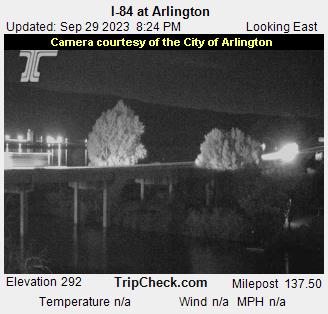 I-84 at Arlington
Updated: Sep 29 2023 8:24 PM Looking East
Camera courtesy of the City of Arlington
Elevation 292 TripCheck.com Milepost 137.50
Temperature n/a Wind n/a MPH n/a